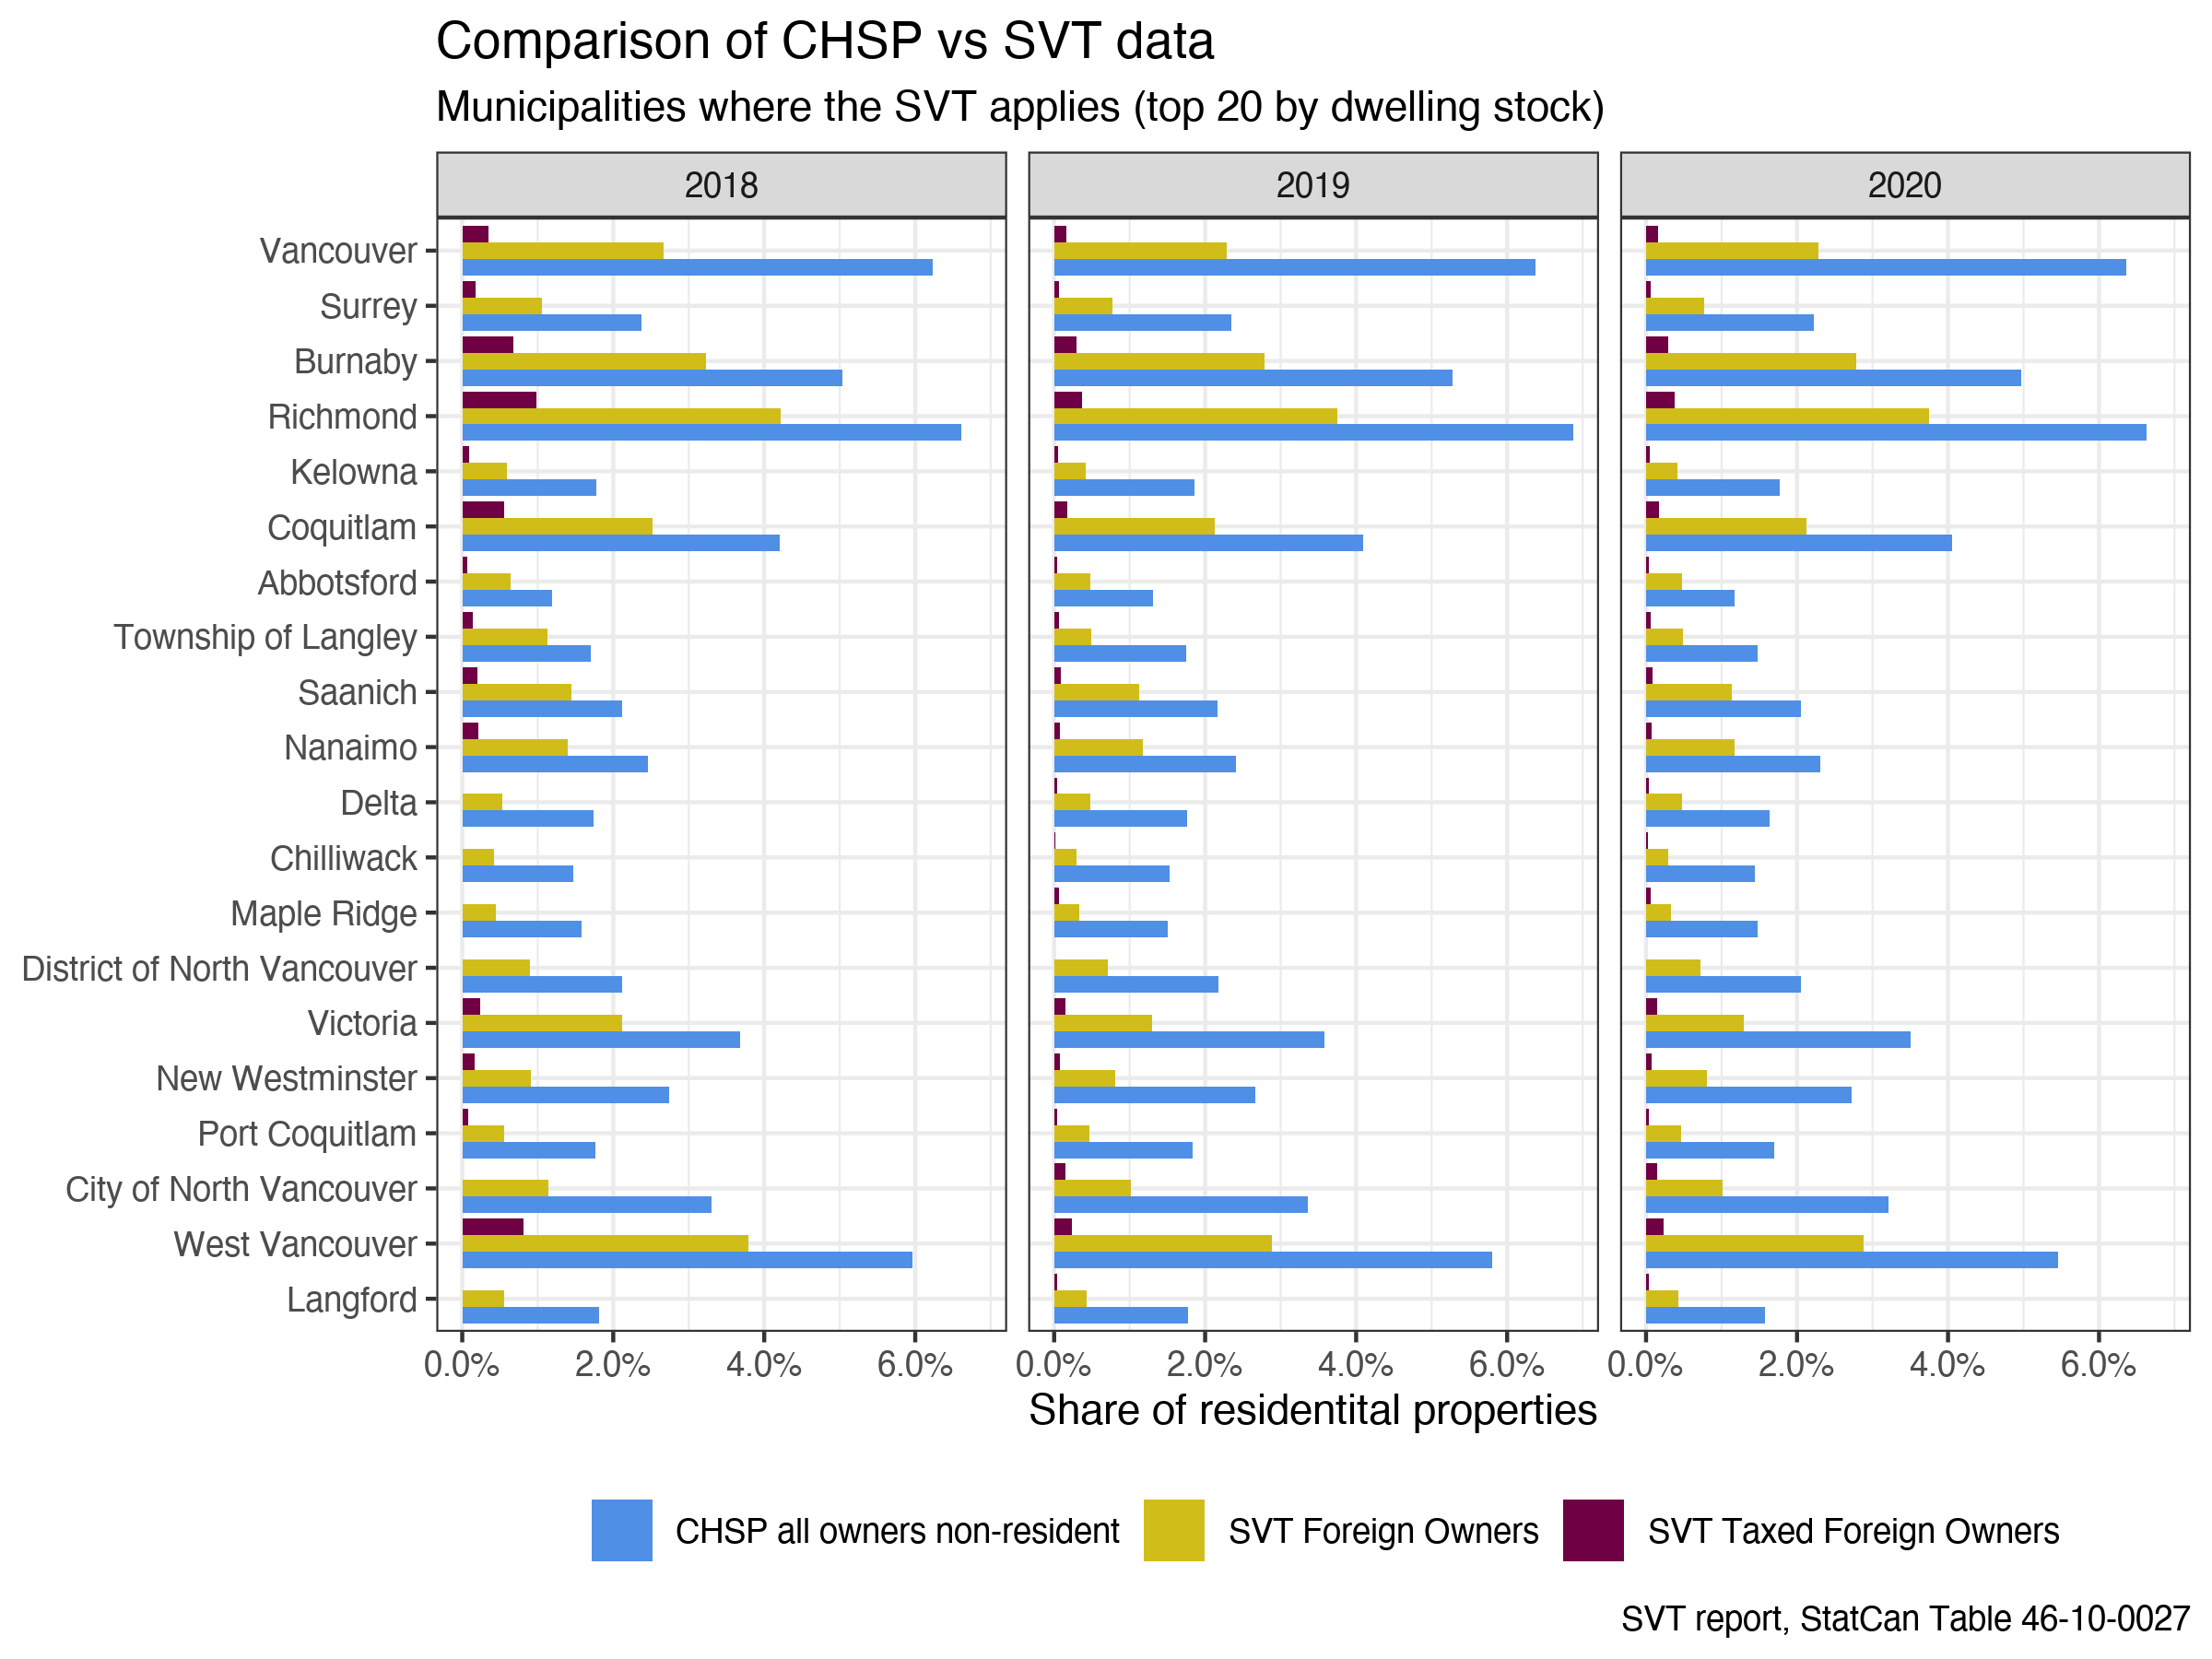 Comparison of CHSP vs SVT data
Municipalities where the SVT applies (top 20 by dwelling stock)
2018 2019 2020
Vancouver
Surrey
Burnaby
Richmond
Kelowna
Coquitlam
Abbotsford
Township of Langley
Saanich
Nanaimo
Delta
Chilliwack
Maple Ridge
District of North Vancouver
Victoria
New Westminster
Port Coquitlam
City of North Vancouver
West Vancouver
Langford
0.0% 2.0% 4.0% 6.0% 0.0% 2.0% 4.0% 6.0% 0.0% 2.0% 4.0% 6.0%
Share of residentital properties
CHSP all owners non-resident SVT Foreign Owners SVT Taxed Foreign Owners
SVT report, StatCan Table 46-10-0027